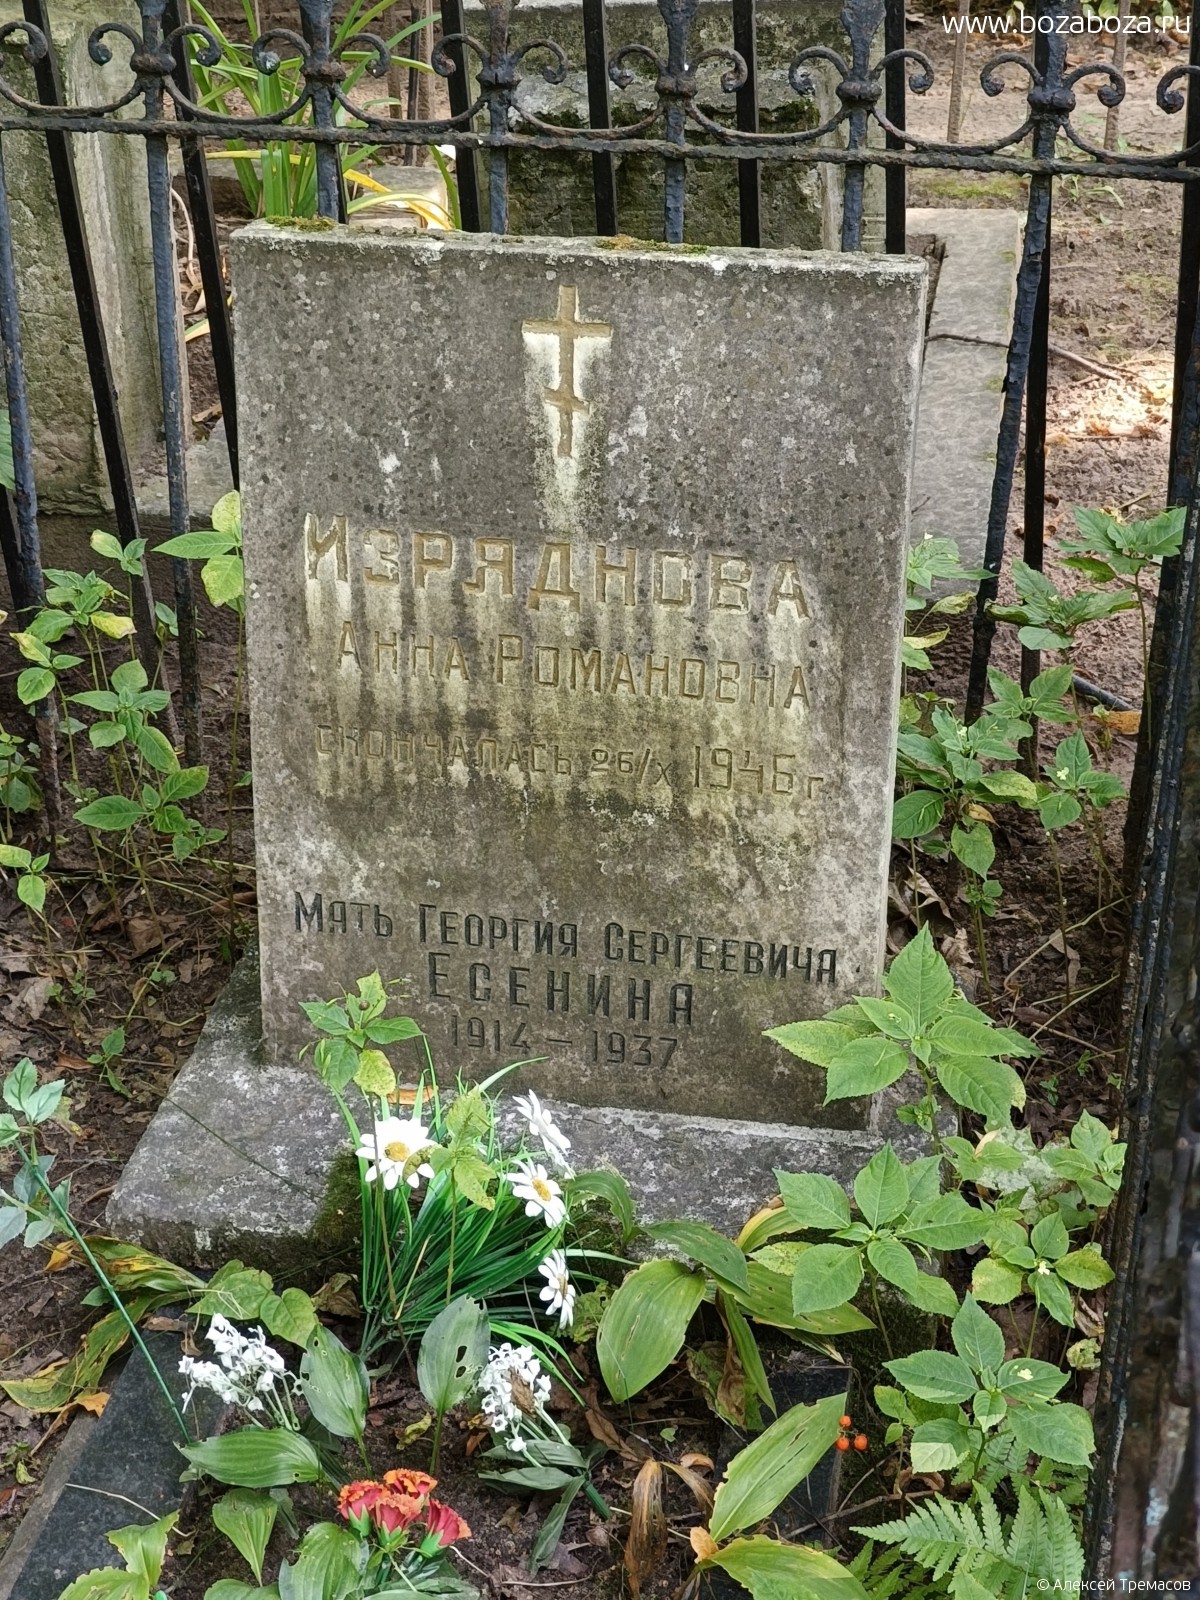 www.bozaboza.ru
Изряднова
Анна Романовна
скончалась 26/X 1946 г.
Мать Георгия Сергеевича
Есенина
1914 – 1937
© Алексей Тремасов